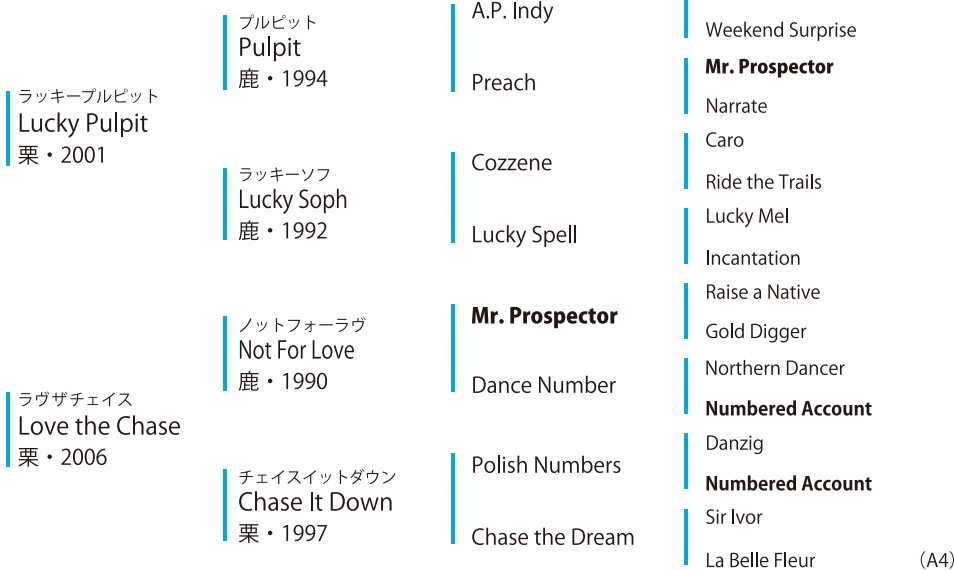 ラッキープルピット
Lucky Pulpit
栗・2001
ラヴザチェイス
Love the Chase
栗・2006
プルピット
Pulpit
鹿・1994
ラッキーソフ
Lucky Soph
鹿・1992
ノットフォーラヴ
Not For Love
鹿・1990
チェイスイットダウン
Chase It Down
栗・1997
A.P. Indy
Preach
Cozzene
Lucky Spell
Mr. Prospector
Dance Number
Polish Numbers
Chase the Dream
Weekend Surprise
Mr. Prospector
Narrate
Caro
Ride the Trails
Lucky Mel
Incantation
Raise a Native
Gold Digger
Northern Dancer
Numbered Account
Danzig
Numbered Account
Sir Ivor
La Belle Fleur
（A4）